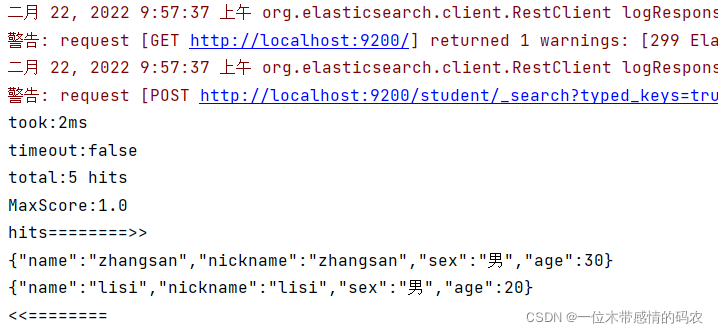 二月 22, 2022 9:57:37 上午 org.elasticsearch.client.RestClient logRespons
警告: request [GET http://localhost:9200/] returned 1 warnings: [299 Ela
二月 22, 2022 9:57:37 上午 org.elasticsearch.client.RestClient logRespons
警告: request [POST http://localhost:9200/student/_search?typed_keys=tru
took:2ms
timeout:false
total:5 hits
MaxScore:1.0
hits========>>
{"name":"zhangsan","nickname":"zhangsan","sex":"男","age":30}
{"name":"lisi","nickname":"lisi","sex":"男","age":20}
<<========
CSDN @一位木带感情的码农